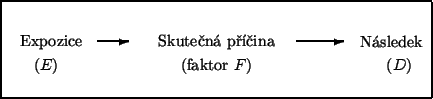 Expozice Skutečná příčina Následek
(E) (faktor F) (D)